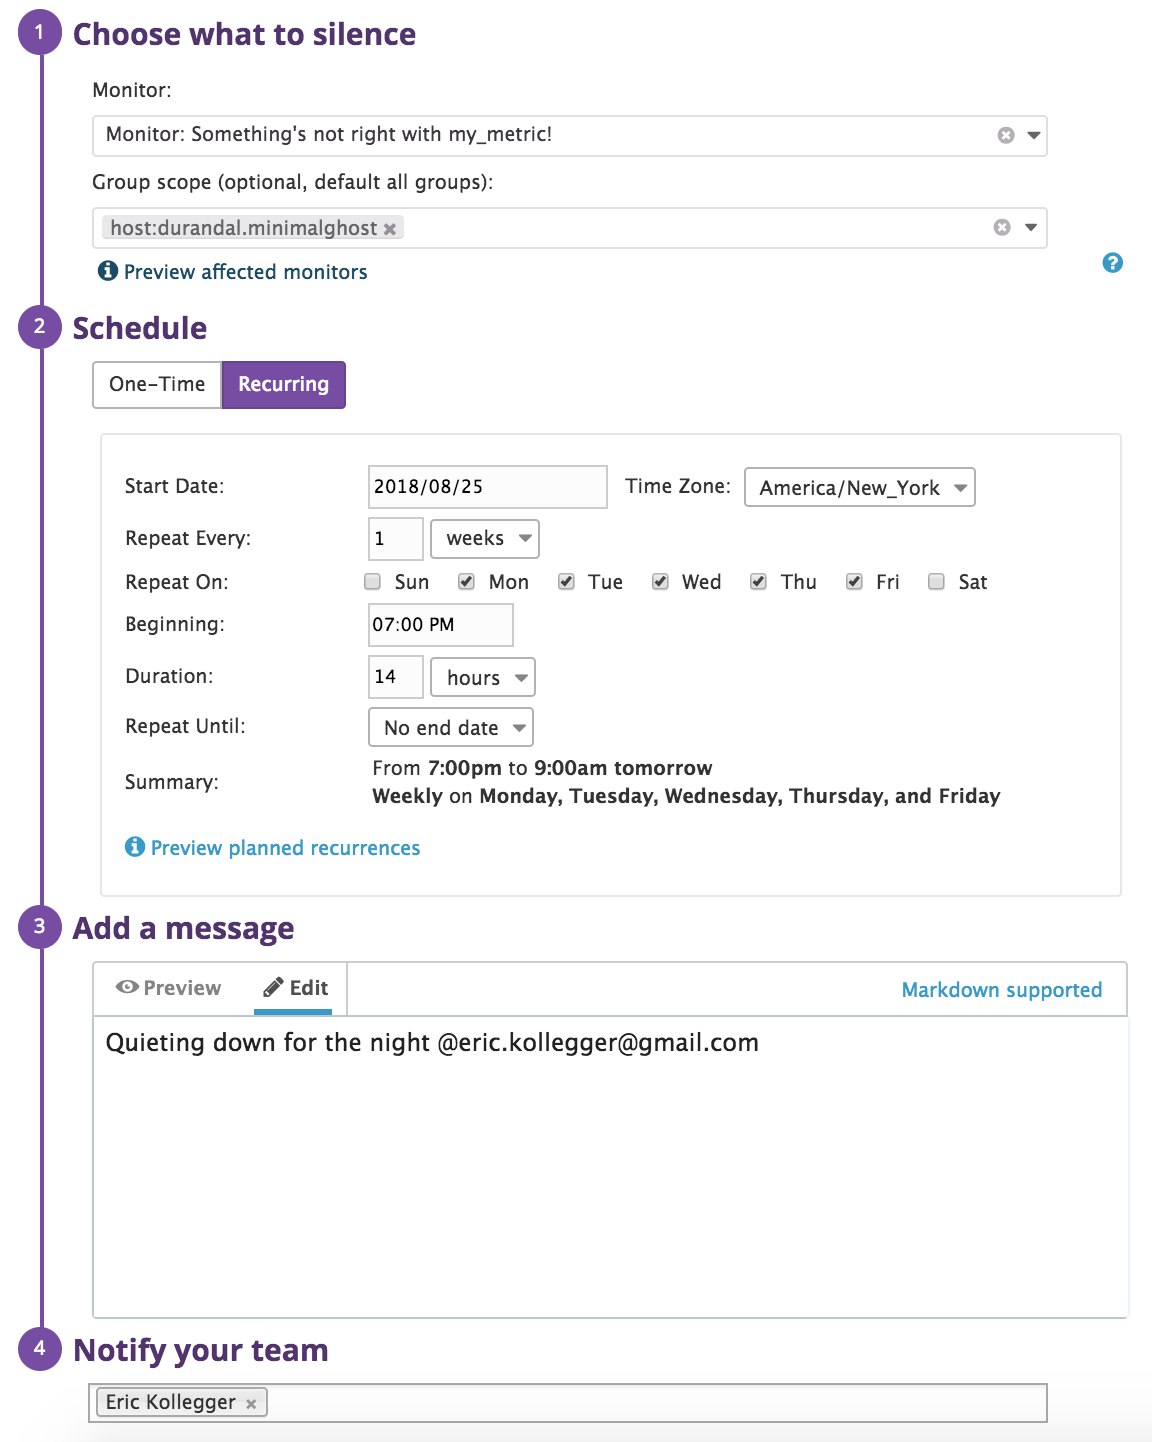 1 Choose what to silence
Monitor:
Monitor: Something's not right with my_metric!
Group scope (optional, default all groups):
host:durandal.minimalghost
Preview affected monitors
2 Schedule
One-Time Recurring
Start Date: 2018/08/25 Time Zone: America/New_York
Repeat Every: 1 weeks
Repeat On: Sun Mon Tue Wed Thu Fri Sat
Beginning: 07:00 PM
Duration: 14 hours
Repeat Until: No end date
Summary: From 7:00pm to 9:00am tomorrow
Weekly on Monday, Tuesday, Wednesday, Thursday, and Friday
Preview planned recurrences
3 Add a message
Preview Edit Markdown supported
Quieting down for the night @eric.kollegger@gmail.com
4 Notify your team
Eric Kollegger